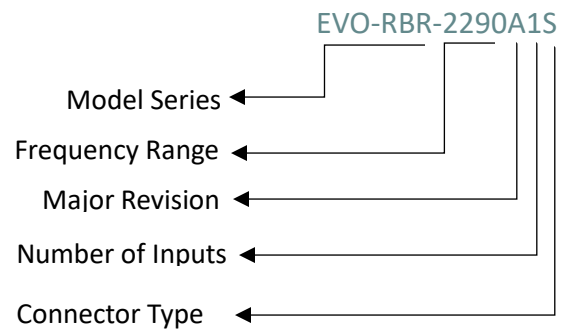 EVO-RBR-2290A1S
Model Series
Frequency Range
Major Revision
Number of Inputs
Connector Type